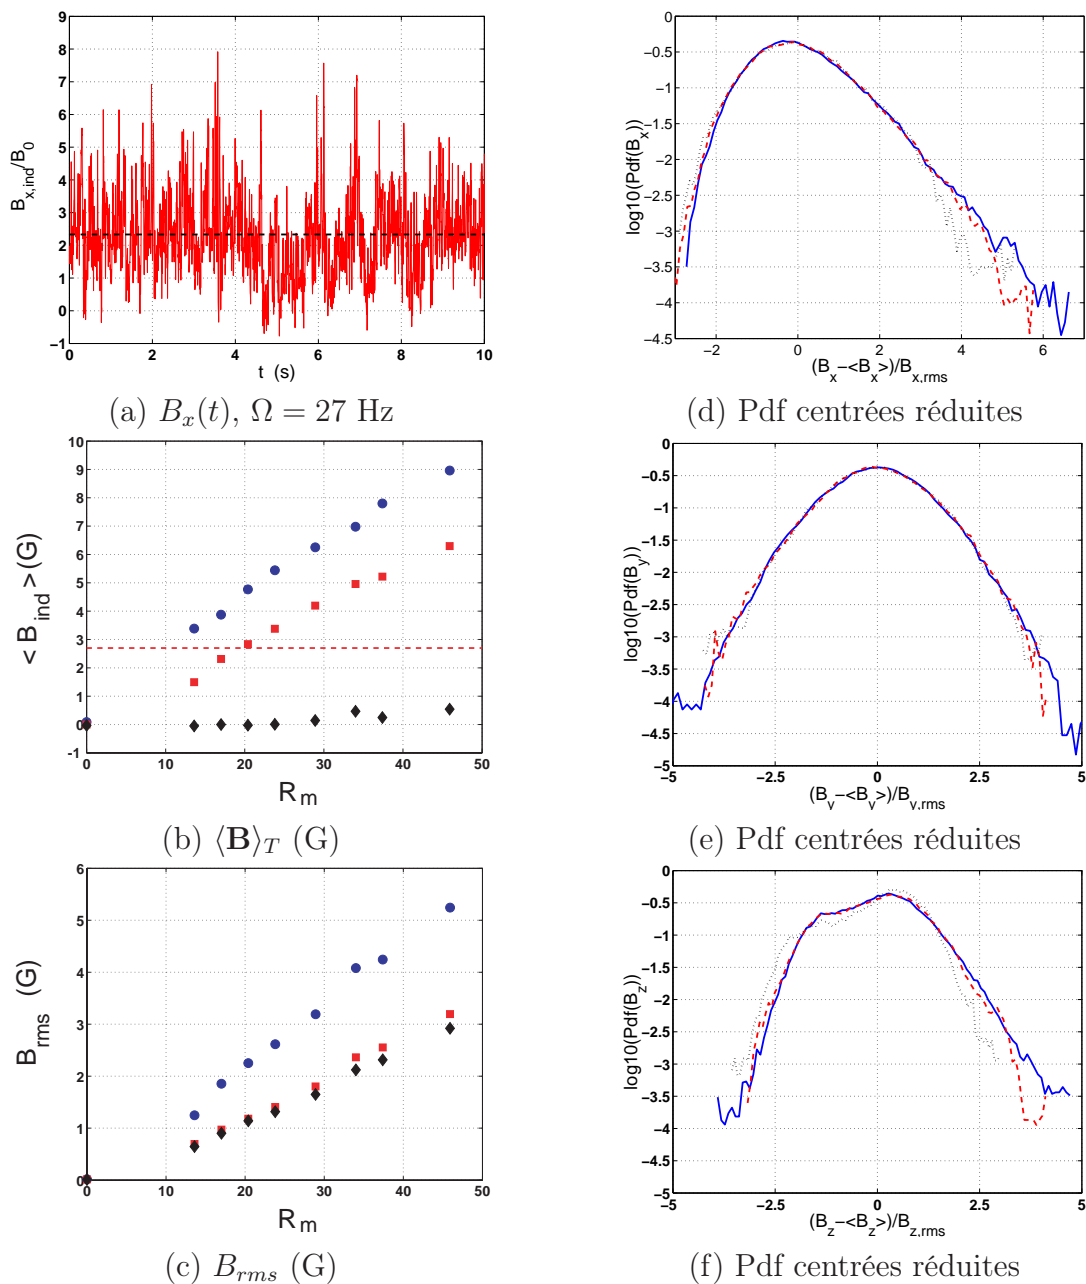 9
8
7
6
5
4
3
2
1
0
−1
B_x,ind/B_0
0 2 4 6 8 10
t (s)
(a) B_x(t), Ω = 27 Hz
0
−0.5
−1
−1.5
−2
−2.5
−3
−3.5
−4
−4.5
log10(Pdf(B_x))
−2 0 2 4 6
(B_x−<B_x>)/B_x,rms
(d) Pdf centrées réduites
10
9
8
7
6
5
4
3
2
1
0
-1
< B_ind > (G)
0 10 20 30 40 50
R_m
(b) ⟨B⟩_T (G)
0
−0.5
−1
−1.5
−2
−2.5
−3
−3.5
−4
−4.5
−5
log10(Pdf(B_y))
−5 −2.5 0 2.5 5
(B_y−<B_y>)/B_y,rms
(e) Pdf centrées réduites
6
5
4
3
2
1
0
B_rms (G)
0 10 20 30 40 50
R_m
(c) B_rms (G)
0
−0.5
−1
−1.5
−2
−2.5
−3
−3.5
−4
−4.5
−5
log10(Pdf(B_z))
−5 −2.5 0 2.5 5
(B_z−<B_z>)/B_z,rms
(f) Pdf centrées réduites